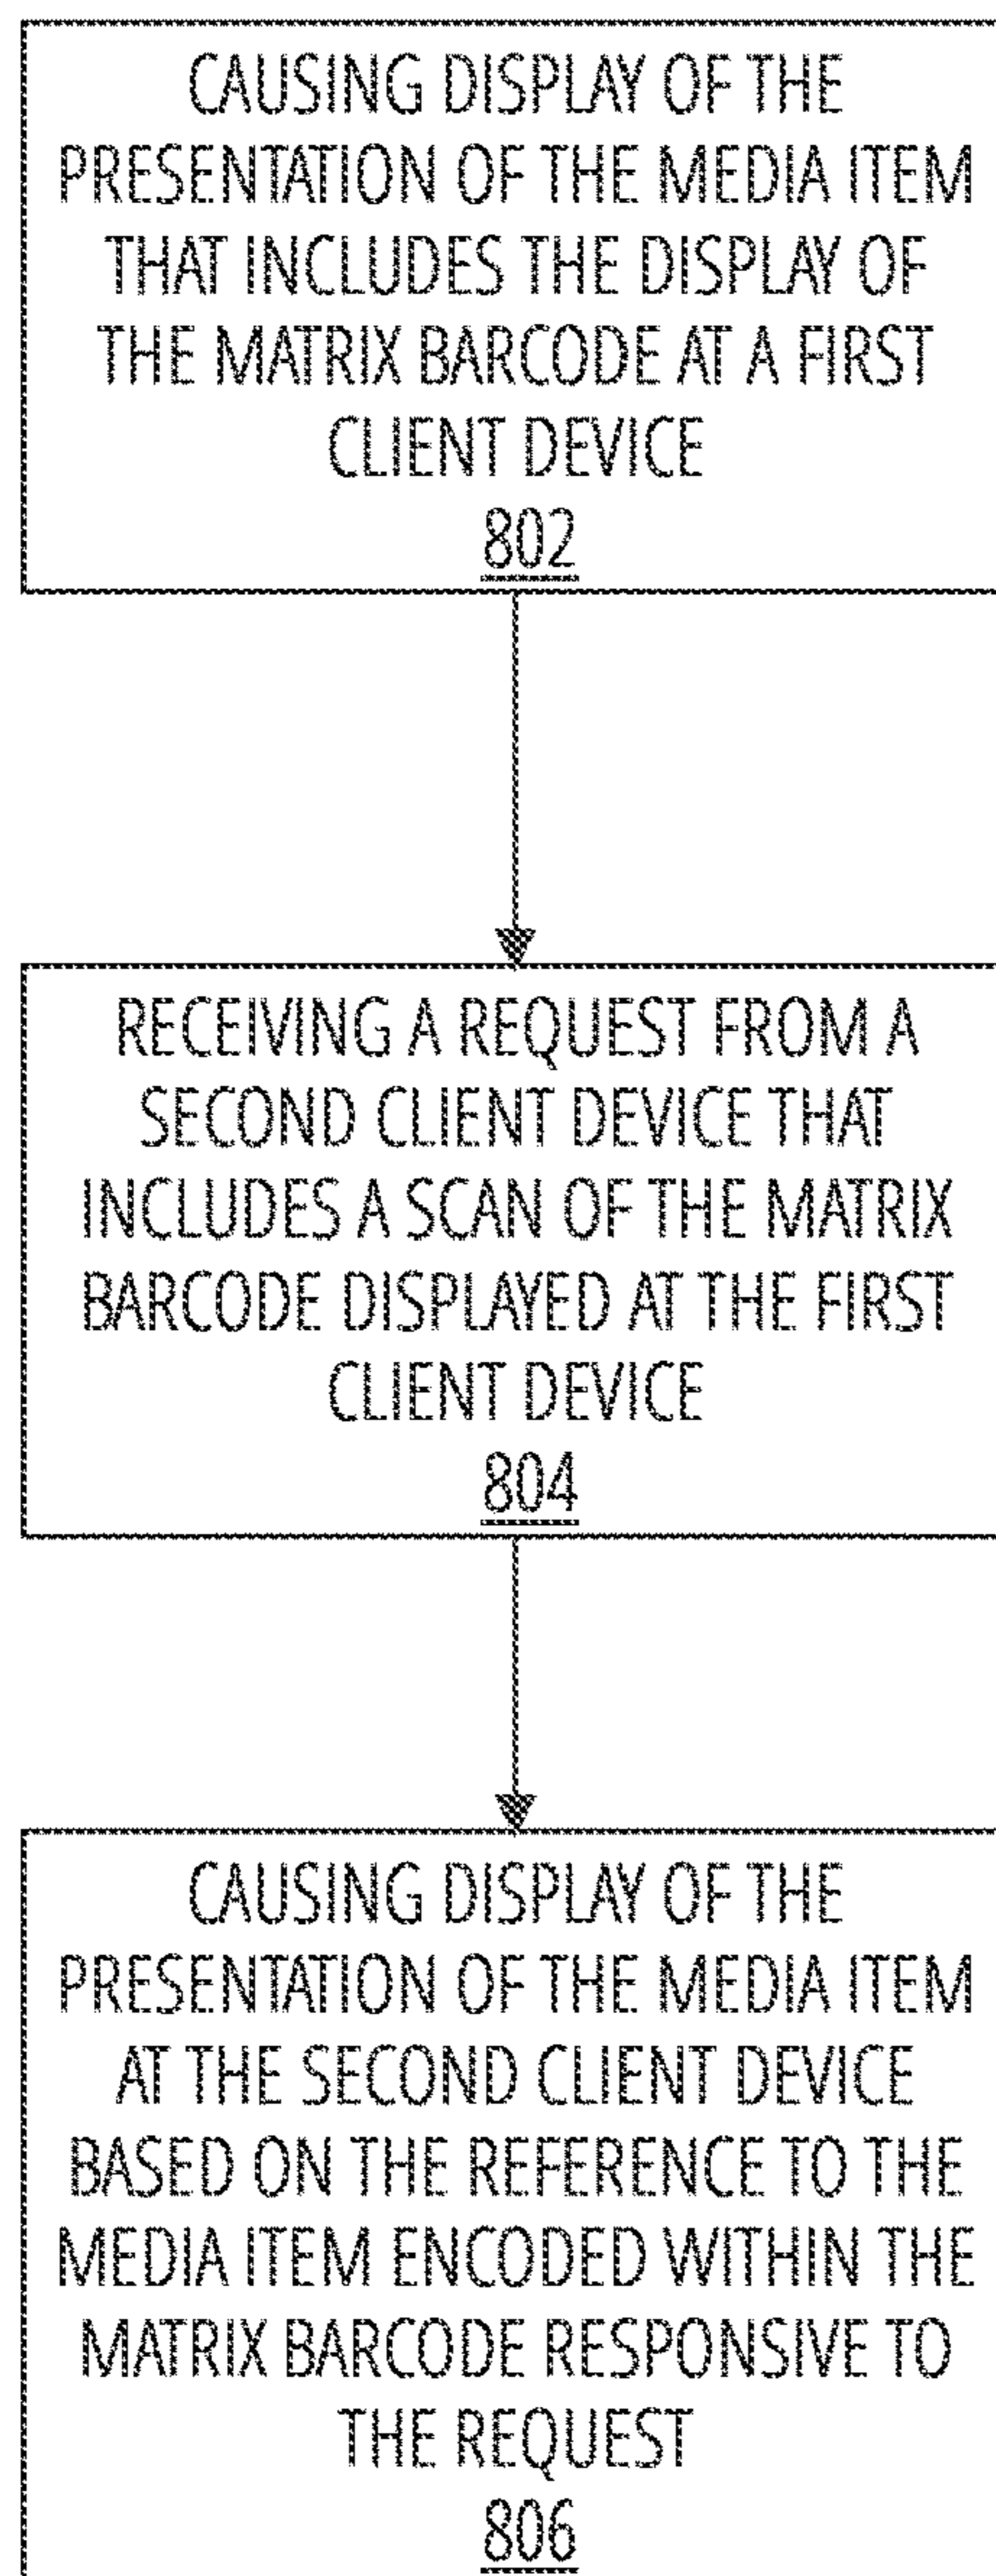 CAUSING DISPLAY OF THE
PRESENTATION OF THE MEDIA ITEM
THAT INCLUDES THE DISPLAY OF
THE MATRIX BARCODE AT A FIRST
CLIENT DEVICE
802
RECEIVING A REQUEST FROM A
SECOND CLIENT DEVICE THAT
INCLUDES A SCAN OF THE MATRIX
BARCODE DISPLAYED AT THE FIRST
CLIENT DEVICE
804
CAUSING DISPLAY OF THE
PRESENTATION OF THE MEDIA ITEM
AT THE SECOND CLIENT DEVICE
BASED ON THE REFERENCE TO THE
MEDIA ITEM ENCODED WITHIN THE
MATRIX BARCODE RESPONSIVE TO
THE REQUEST
806